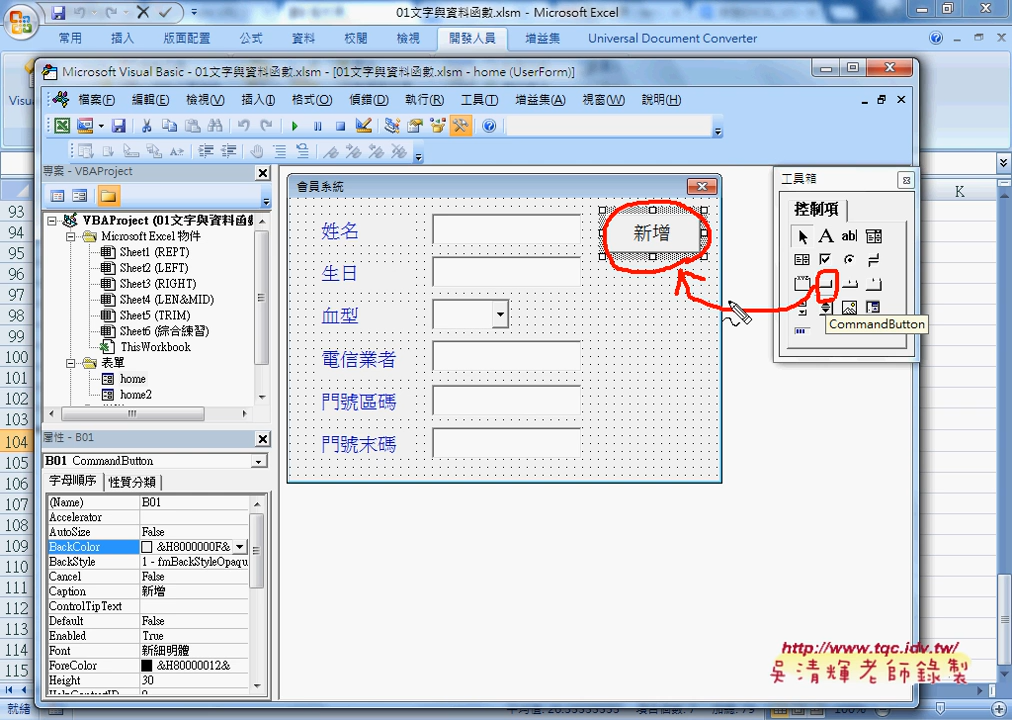 01文字與資料函數.xlsm - Microsoft Excel
常用 插入 版面配置 公式 資料 校閱 檢視 開發人員 增益集 Universal Document Converter
Microsoft Visual Basic - 01文字與資料函數.xlsm - [01文字與資料函數.xlsm - home (UserForm)]
檔案(F) 編輯(E) 檢視(V) 插入(I) 格式(O) 偵錯(D) 執行(R) 工具(T) 增益集(A) 視窗(W) 說明(H)
專案 - VBAProject
VBAProject (01文字與資料函數
Microsoft Excel 物件
Sheet1 (REPT)
Sheet2 (LEFT)
Sheet3 (RIGHT)
Sheet4 (LEN&MID)
Sheet5 (TRIM)
Sheet6 (綜合練習)
ThisWorkbook
表單
home
home2
屬性 - B01
B01 CommandButton
字母順序 性質分類
(Name) B01
Accelerator
AutoSize False
BackColor &H8000000F&
BackStyle 1 - fmBackStyleOpaqu
Cancel False
Caption 新增
ControlTipText
Default False
Enabled True
Font 新細明體
ForeColor &H80000012&
Height 30
會員系統
姓名
新增
生日
血型
電信業者
門號區碼
門號末碼
工具箱
控制項
A ab|
XYZ
CommandButton
K
93
94
95
96
97
98
99
100
101
102
103
104
105
106
107
108
109
110
111
112
113
114
115
http://www.tqc.idv.tw/
吳清輝老師錄製
就緒
100%